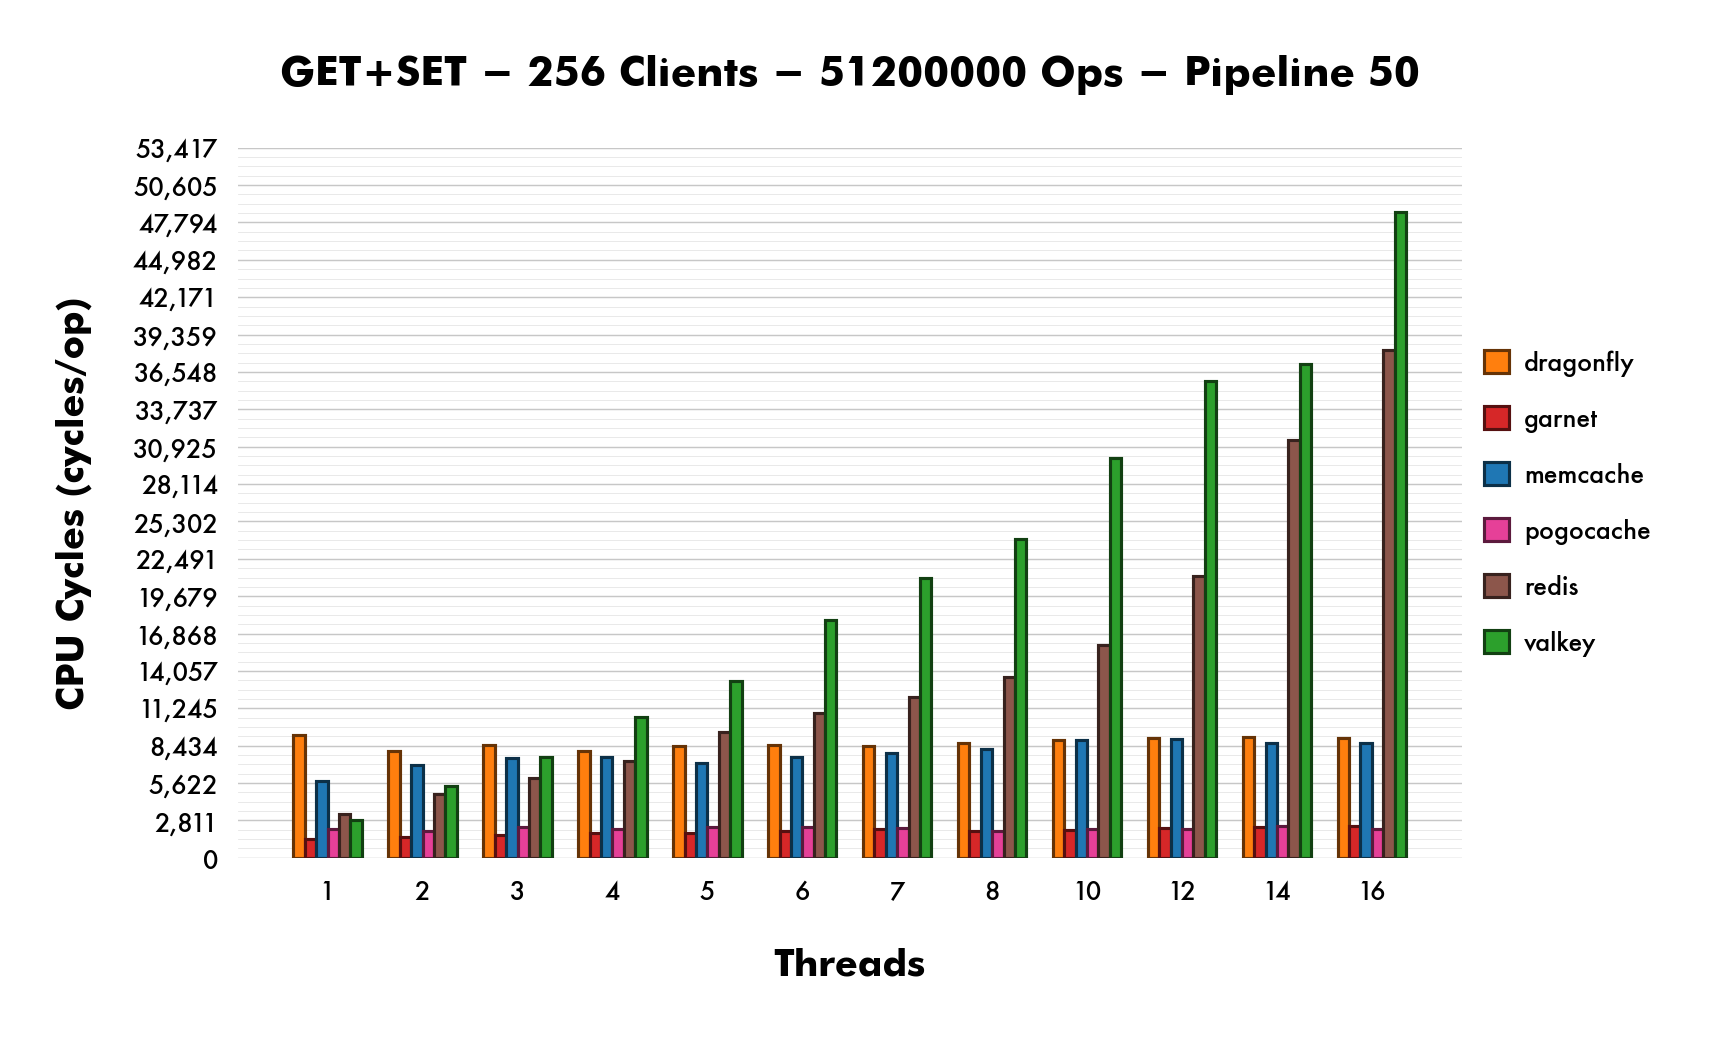 GET+SET – 256 Clients – 51200000 Ops – Pipeline 50
CPU Cycles (cycles/op)
53,417
50,605
47,794
44,982
42,171
39,359
36,548
33,737
30,925
28,114
25,302
22,491
19,679
16,868
14,057
11,245
8,434
5,622
2,811
0
1 2 3 4 5 6 7 8 10 12 14 16
Threads
dragonfly
garnet
memcache
pogocache
redis
valkey